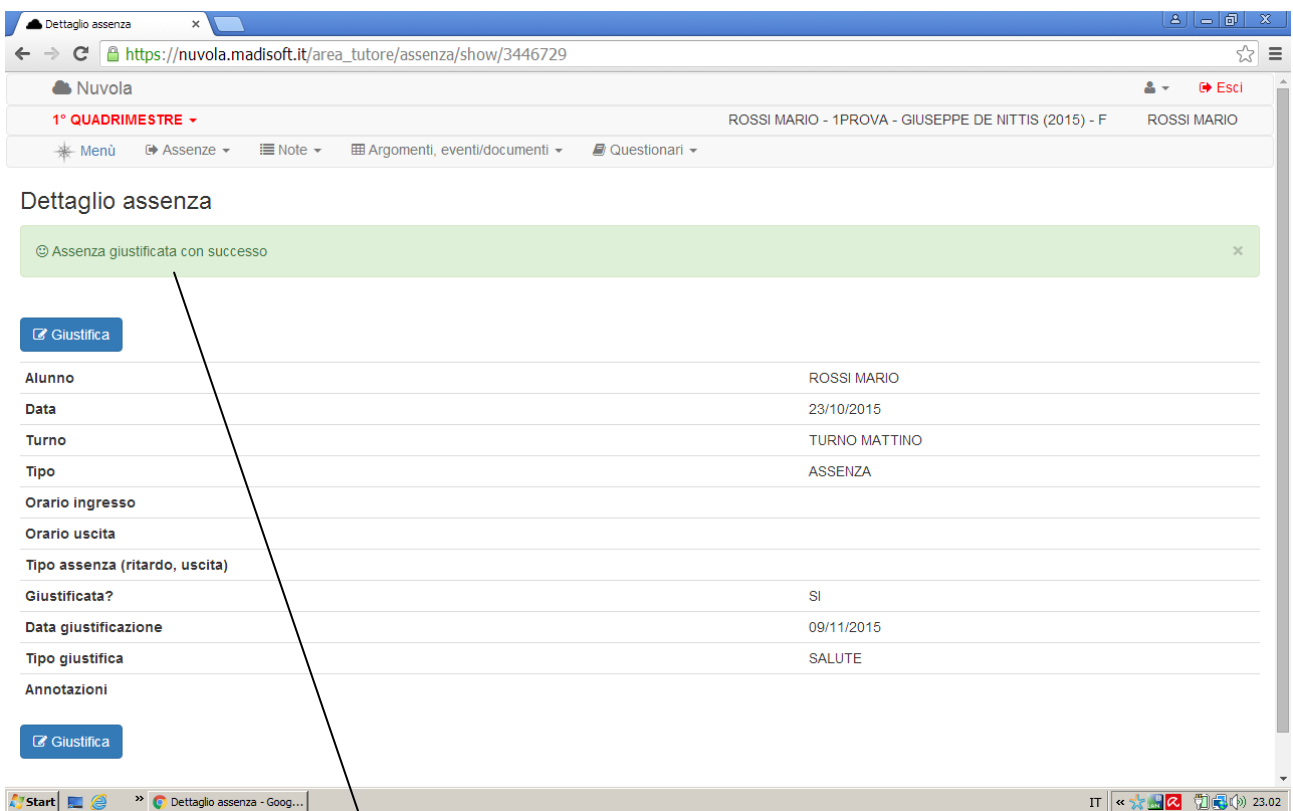 Dettaglio assenza
https://nuvola.madisoft.it/area_tutore/assenza/show/3446729
Nuvola Esci
1° QUADRIMESTRE ROSSI MARIO - 1PROVA - GIUSEPPE DE NITTIS (2015) - F ROSSI MARIO
Menù Assenze Note Argomenti, eventi/documenti Questionari
Dettaglio assenza
Assenza giustificata con successo ×
Giustifica
Alunno ROSSI MARIO
Data 23/10/2015
Turno TURNO MATTINO
Tipo ASSENZA
Orario ingresso
Orario uscita
Tipo assenza (ritardo, uscita)
Giustificata? SI
Data giustificazione 09/11/2015
Tipo giustifica SALUTE
Annotazioni
Giustifica
Start » Dettaglio assenza - Goog... IT « 23.02